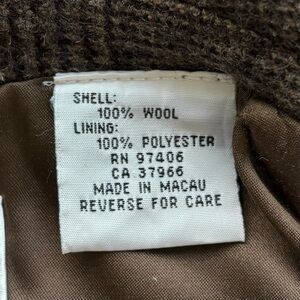 SHELL:
100% WOOL
LINING:
100% POLYESTER
RN 97406
CA 37966
MADE IN MACAU
REVERSE FOR CARE